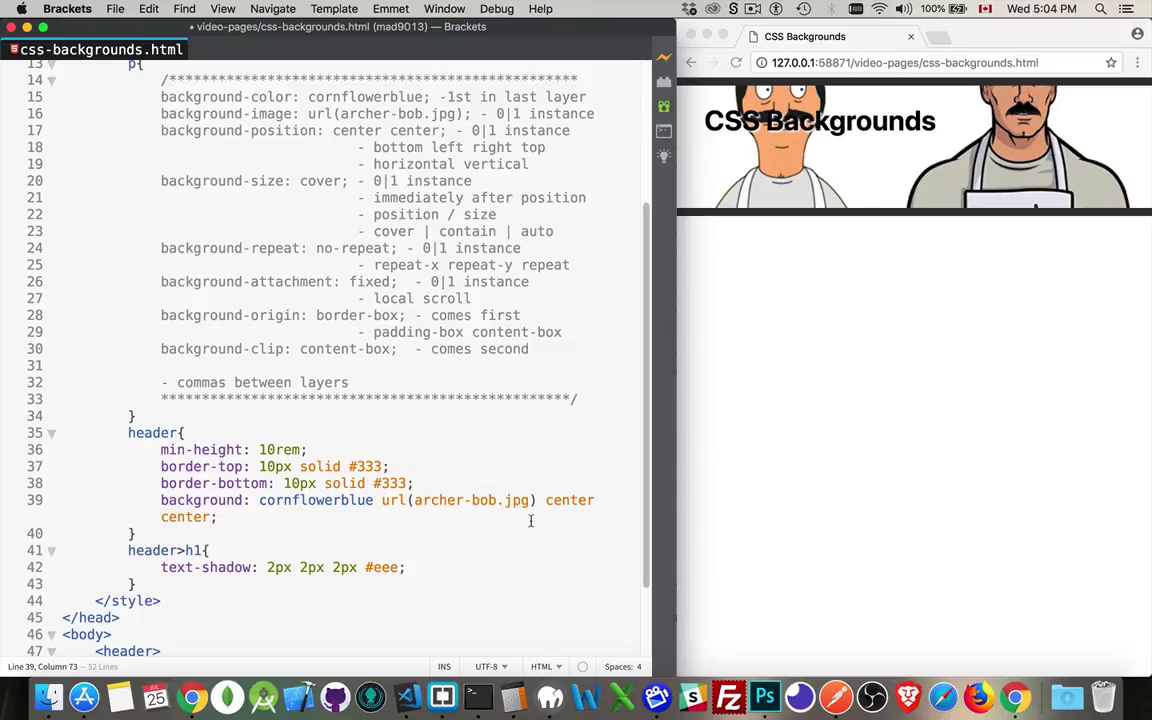 Brackets File Edit Find View Navigate Template Emmet Window Debug Help 100% Wed 5:04 PM
• video-pages/css-backgrounds.html (mad9013) — Brackets
css-backgrounds.html
13 p{
14 /**************************************************
15 background-color: cornflowerblue; -1st in last layer
16 background-image: url(archer-bob.jpg); - 0|1 instance
17 background-position: center center; - 0|1 instance
18 - bottom left right top
19 - horizontal vertical
20 background-size: cover; - 0|1 instance
21 - immediately after position
22 - position / size
23 - cover | contain | auto
24 background-repeat: no-repeat; - 0|1 instance
25 - repeat-x repeat-y repeat
26 background-attachment: fixed; - 0|1 instance
27 - local scroll
28 background-origin: border-box; - comes first
29 - padding-box content-box
30 background-clip: content-box; - comes second
31
32 - commas between layers
33 **************************************************/
34 }
35 header{
36 min-height: 10rem;
37 border-top: 10px solid #333;
38 border-bottom: 10px solid #333;
39 background: cornflowerblue url(archer-bob.jpg) center
center;
40 }
41 header>h1{
42 text-shadow: 2px 2px 2px #eee;
43 }
44 </style>
45 </head>
46 <body>
47 <header>
Line 39, Column 73 — 52 Lines INS UTF-8 HTML Spaces: 4
CSS Backgrounds
127.0.0.1:58871/video-pages/css-backgrounds.html
CSS Backgrounds
JUL
25